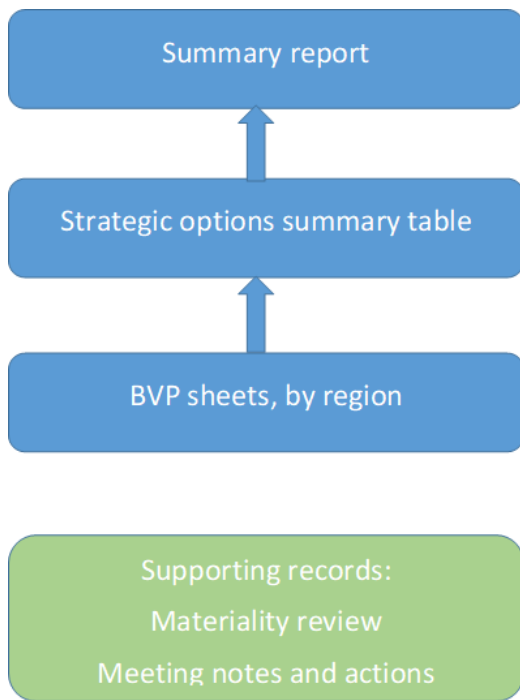 Summary report
Strategic options summary table
BVP sheets, by region
Supporting records:
Materiality review
Meeting notes and actions